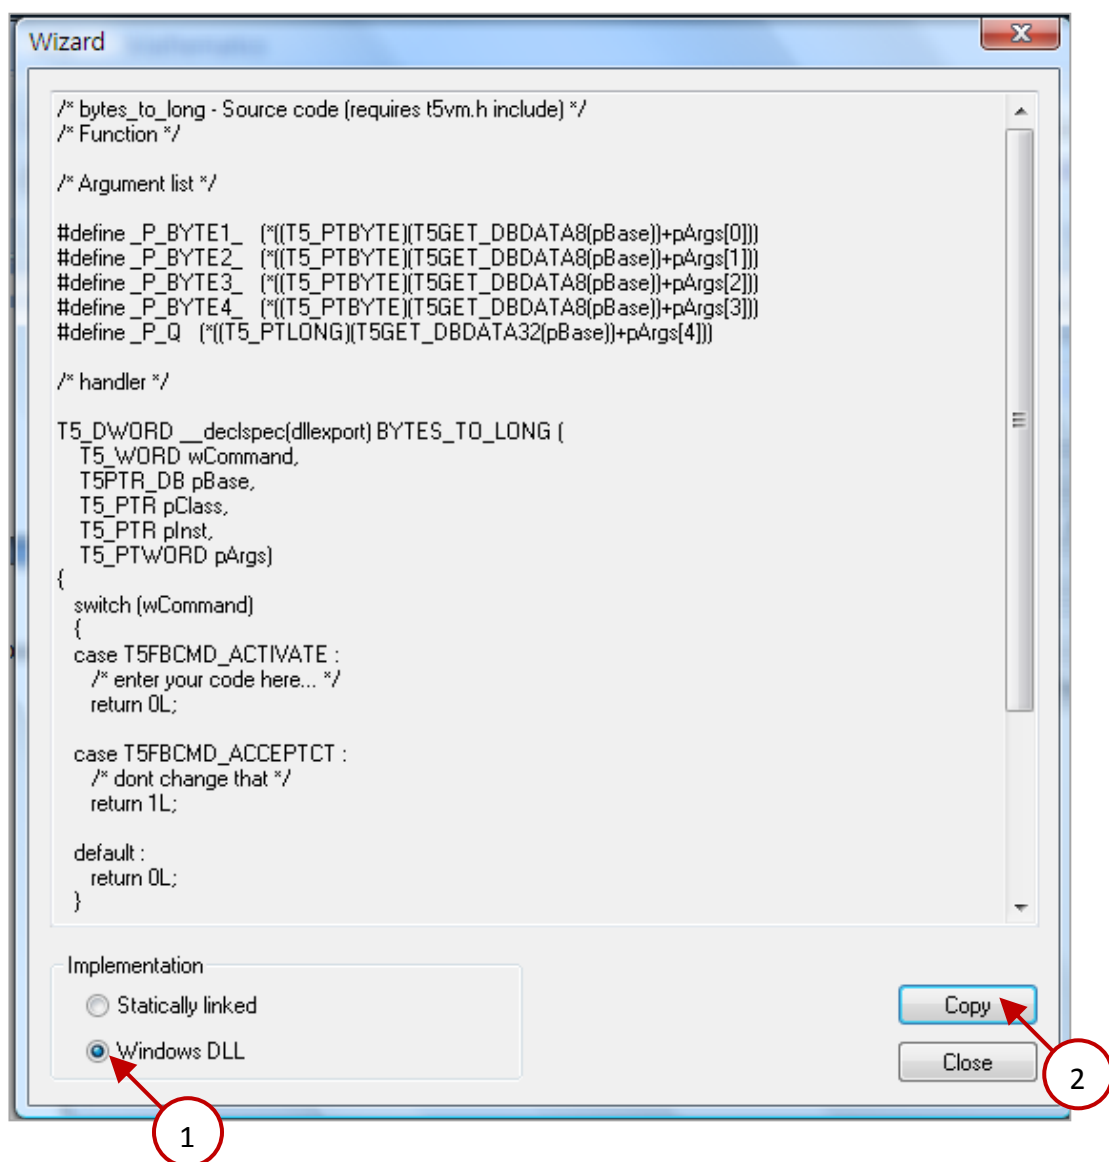 Wizard
/* bytes_to_long - Source code (requires t5vm.h include) */
/* Function */
/* Argument list */
#define _P_BYTE1_ (*((T5_PTBYTE)(T5GET_DBDATA8(pBase))+pArgs[0]))
#define _P_BYTE2_ (*((T5_PTBYTE)(T5GET_DBDATA8(pBase))+pArgs[1]))
#define _P_BYTE3_ (*((T5_PTBYTE)(T5GET_DBDATA8(pBase))+pArgs[2]))
#define _P_BYTE4_ (*((T5_PTBYTE)(T5GET_DBDATA8(pBase))+pArgs[3]))
#define _P_Q (*((T5_PTLONG)(T5GET_DBDATA32(pBase))+pArgs[4]))
/* handler */
T5_DWORD __declspec(dllexport) BYTES_TO_LONG (
T5_WORD wCommand,
T5PTR_DB pBase,
T5_PTR pClass,
T5_PTR pInst,
T5_PTWORD pArgs)
{
switch (wCommand)
{
case T5FBCMD_ACTIVATE :
/* enter your code here... */
return 0L;
case T5FBCMD_ACCEPTCT :
/* dont change that */
return 1L;
default :
return 0L;
}
Implementation
Statically linked
Windows DLL
Copy
Close
1
2